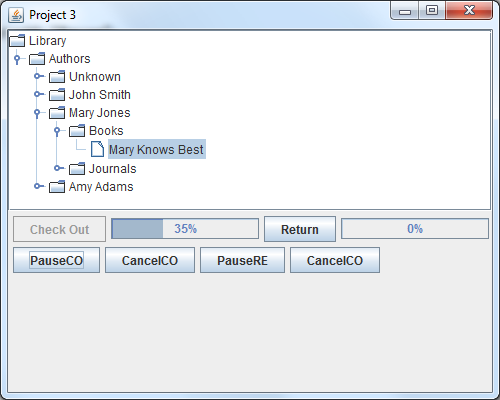 Project 3
Library
Authors
Unknown
John Smith
Mary Jones
Books
Mary Knows Best
Journals
Amy Adams
Check Out 35% Return 0%
PauseCO CancelCO PauseRE CancelCO